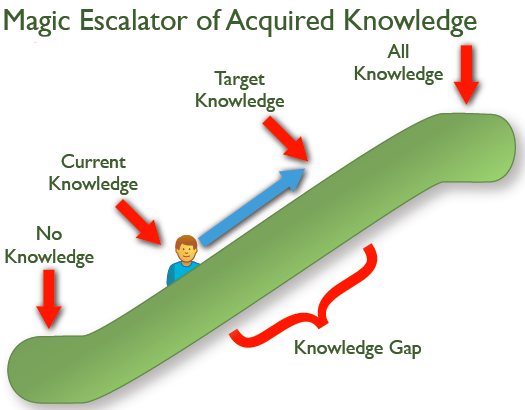 Magic Escalator of Acquired Knowledge
All
Knowledge
Target
Knowledge
Current
Knowledge
No
Knowledge
Knowledge Gap